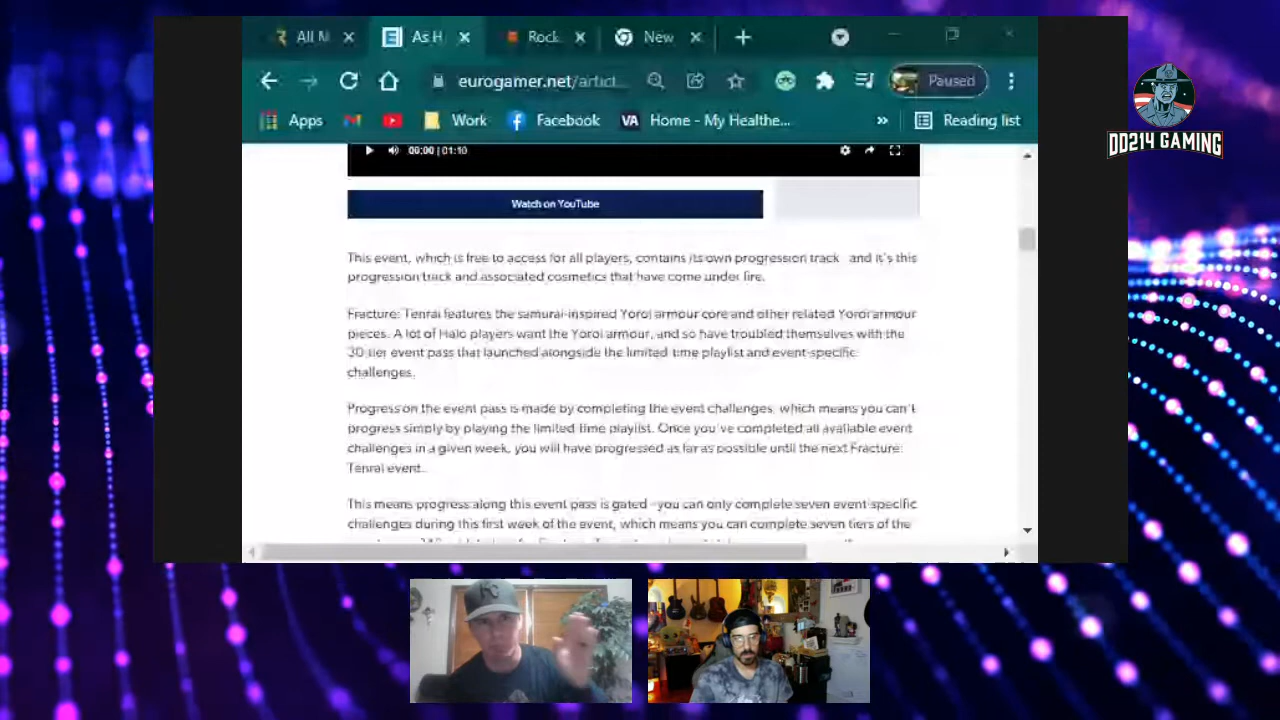 All M
As H
Rock
New
eurogamer.net/articl...
Paused
Apps
Work
Facebook
VA
Home - My Healthe...
»
Reading list
DD214 GAMING
00:00 | 01:10
Watch on YouTube
This event, which is free to access for all players, contains its own progression track - and it's this
progression track and associated cosmetics that have come under fire.
Fracture: Tenrai features the samurai-inspired Yoroi armour core and other related Yoroi armour
pieces. A lot of Halo players want the Yoroi armour, and so have troubled themselves with the
30 tier event pass that launched alongside the limited time playlist and event-specific
challenges.
Progress on the event pass is made by completing the event challenges, which means you can't
progress simply by playing the limited-time playlist. Once you've completed all available event
challenges in a given week, you will have progressed as far as possible until the next Fracture:
Tenrai event.
This means progress along this event pass is gated - you can only complete seven event-specific
challenges during this first week of the event, which means you can complete seven tiers of the